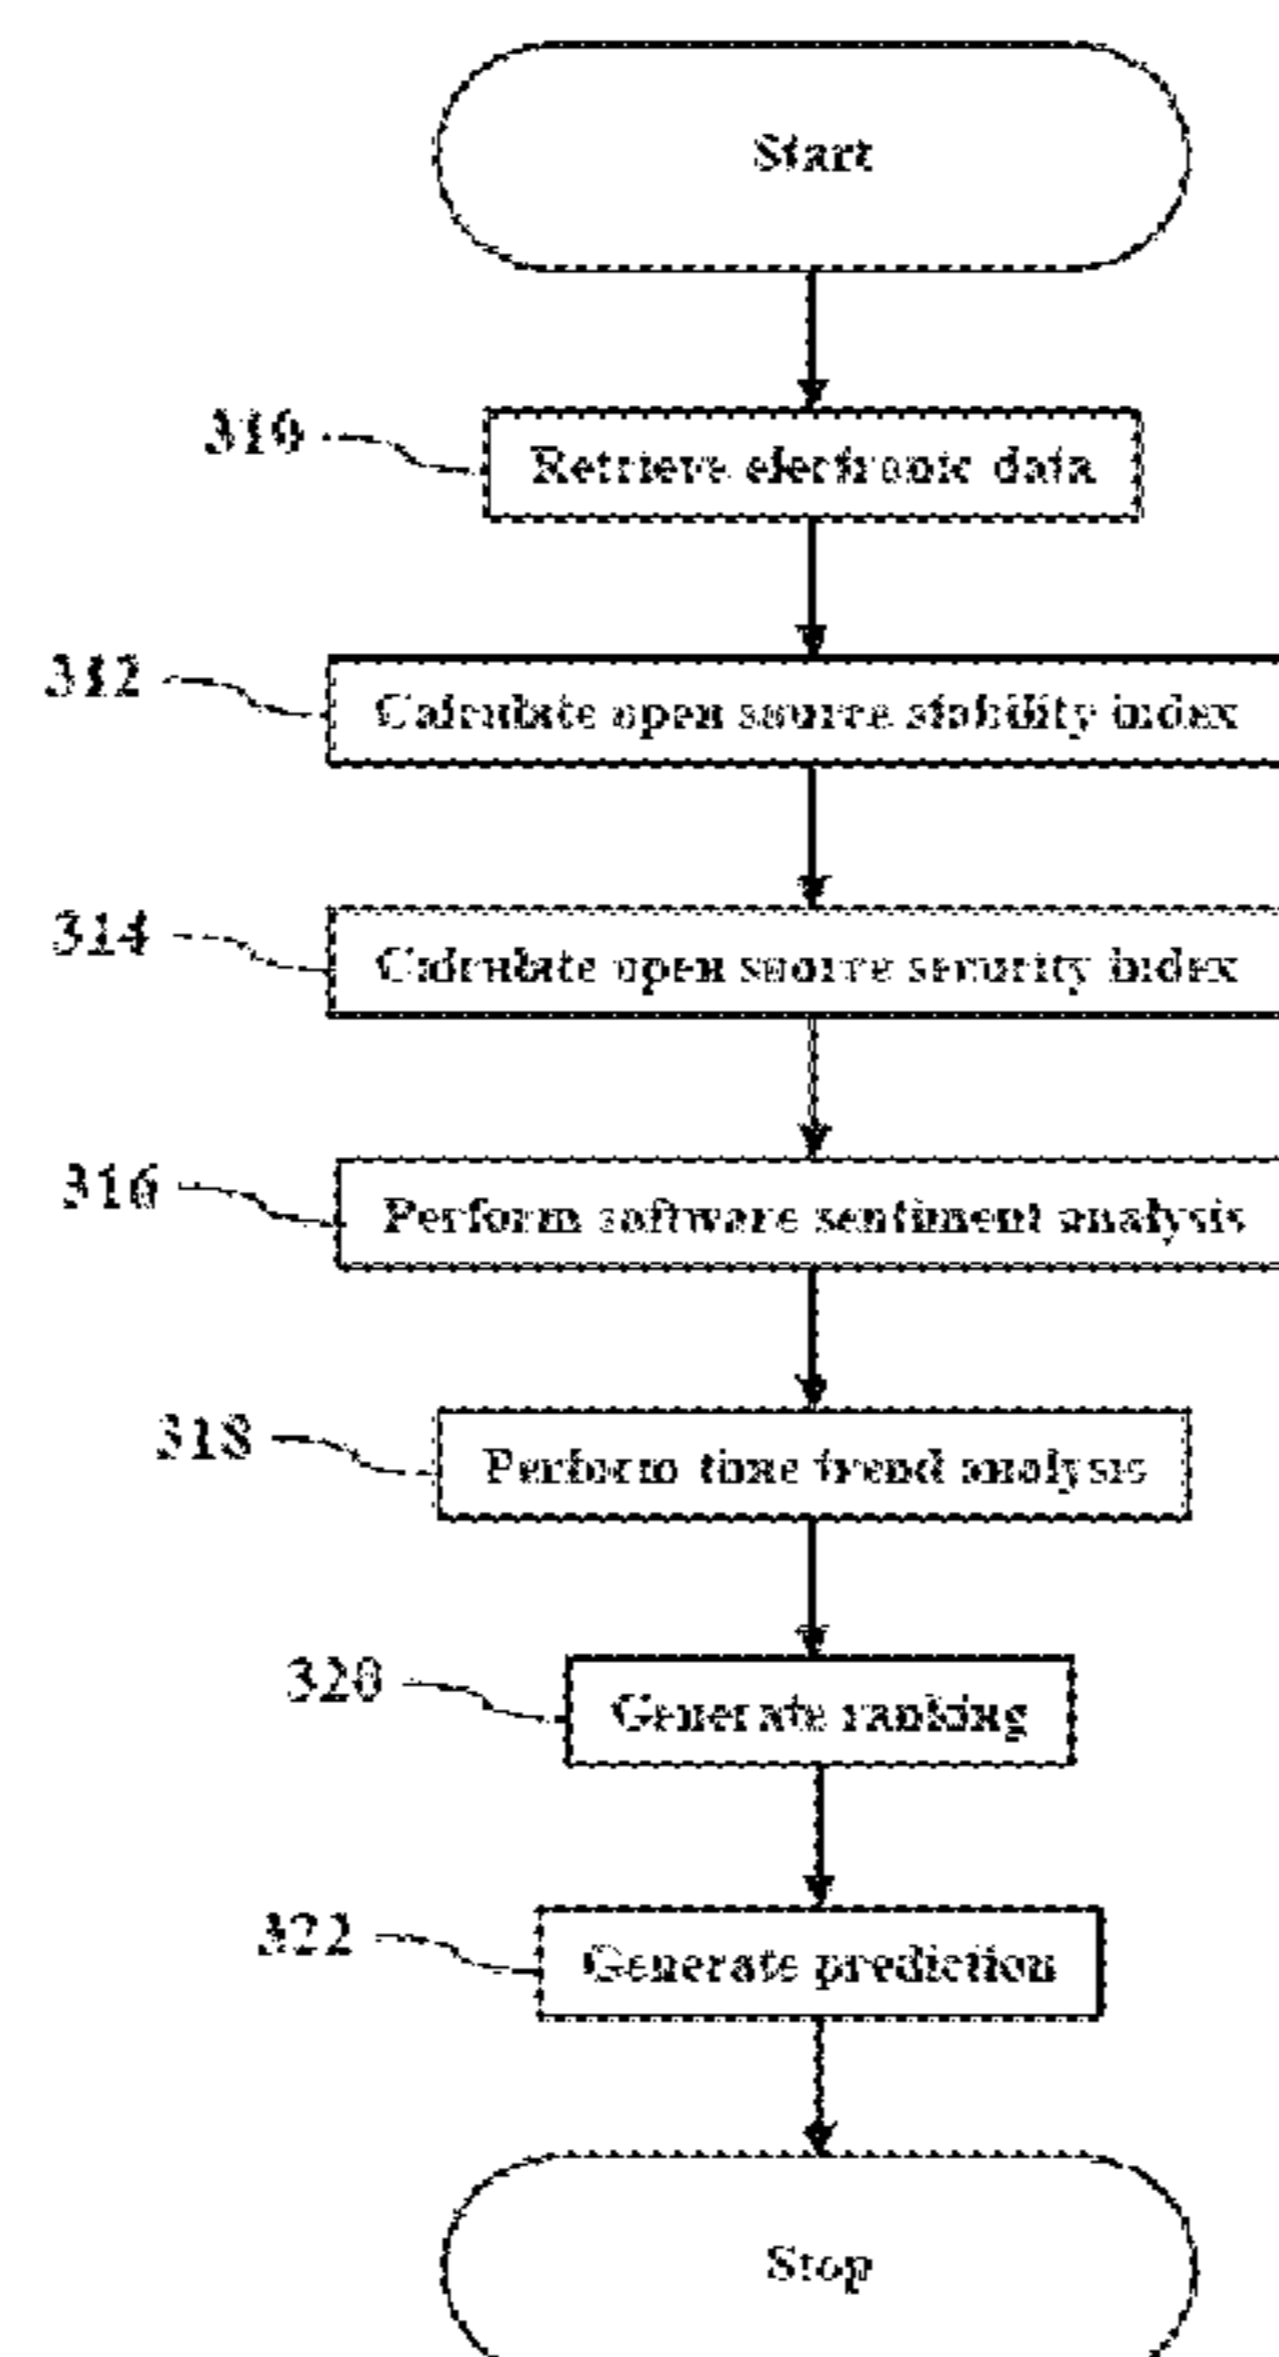 Start
310
Retrieve electronic data
312
Calculate open source stability index
314
Calculate open source security index
316
Perform software sentiment analysis
318
Perform time trend analysis
320
Generate ranking
322
Generate prediction
Stop